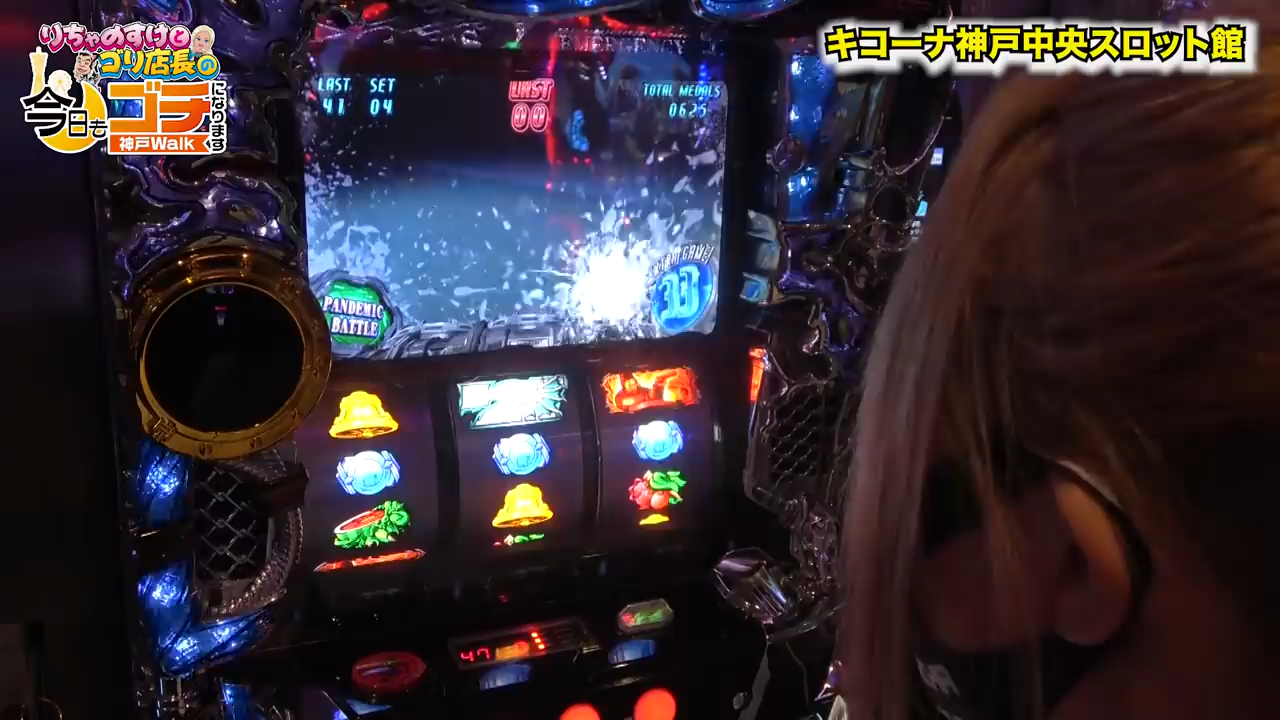 りちゃのすけと
ゴリ店長の
今日も
ゴチ
になります
神戸Walk
キコーナ神戸中央スロット館
LAST SET
41 04
LAST
00
TOTAL MEDALS
0625
PANDEMIC
BATTLE
33
47